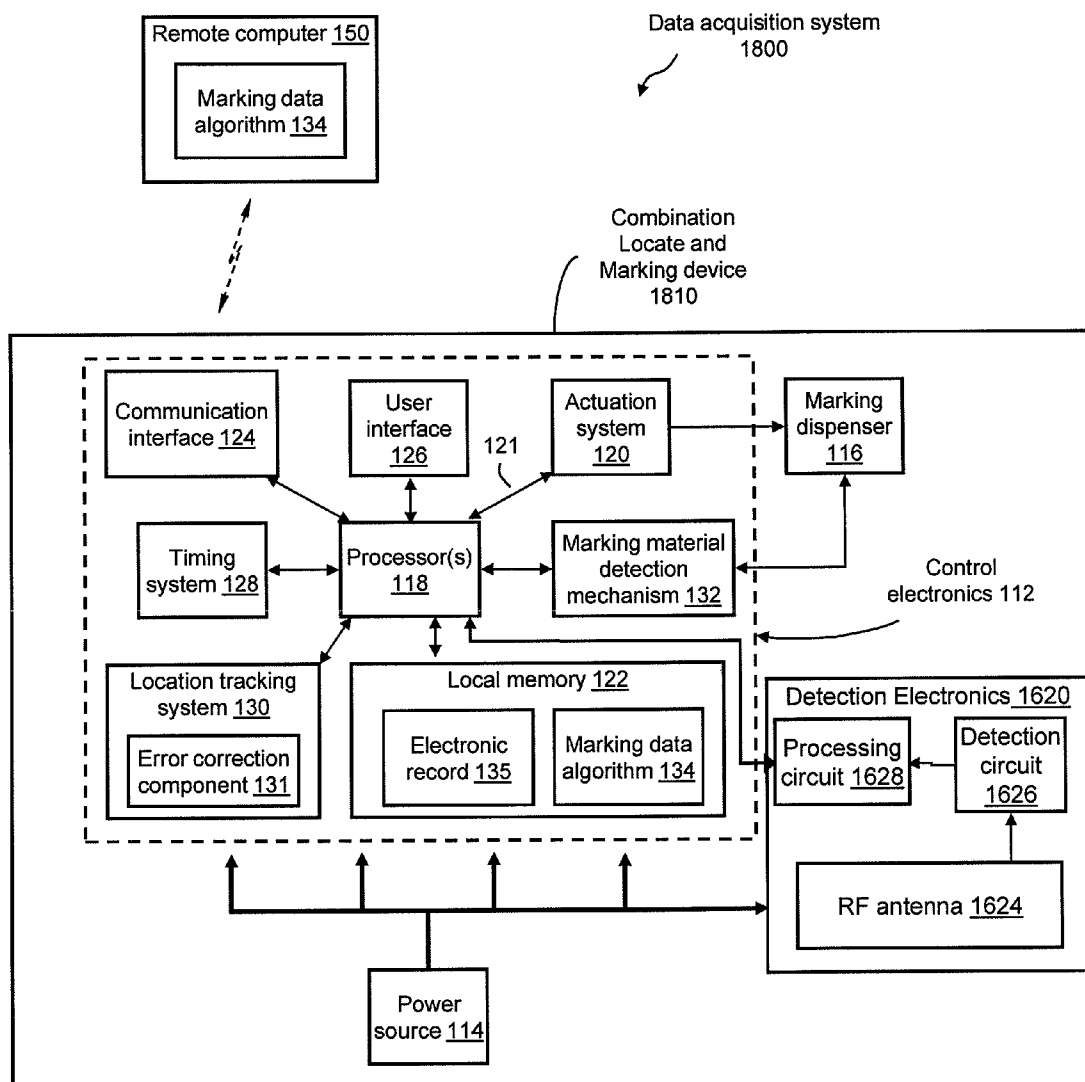 Remote computer 150
Marking data
algorithm 134
Data acquisition system
1800
Combination
Locate and
Marking device
1810
Communication
interface 124
User
interface
126
Actuation
system
120
Marking
dispenser
116
121
Timing
system 128
Processor(s)
118
Marking material
detection
mechanism 132
Control
electronics 112
Location tracking
system 130
Error correction
component 131
Local memory 122
Electronic
record 135
Marking data
algorithm 134
Detection Electronics 1620
Processing
circuit 1628
Detection
circuit
1626
RF antenna 1624
Power
source 114